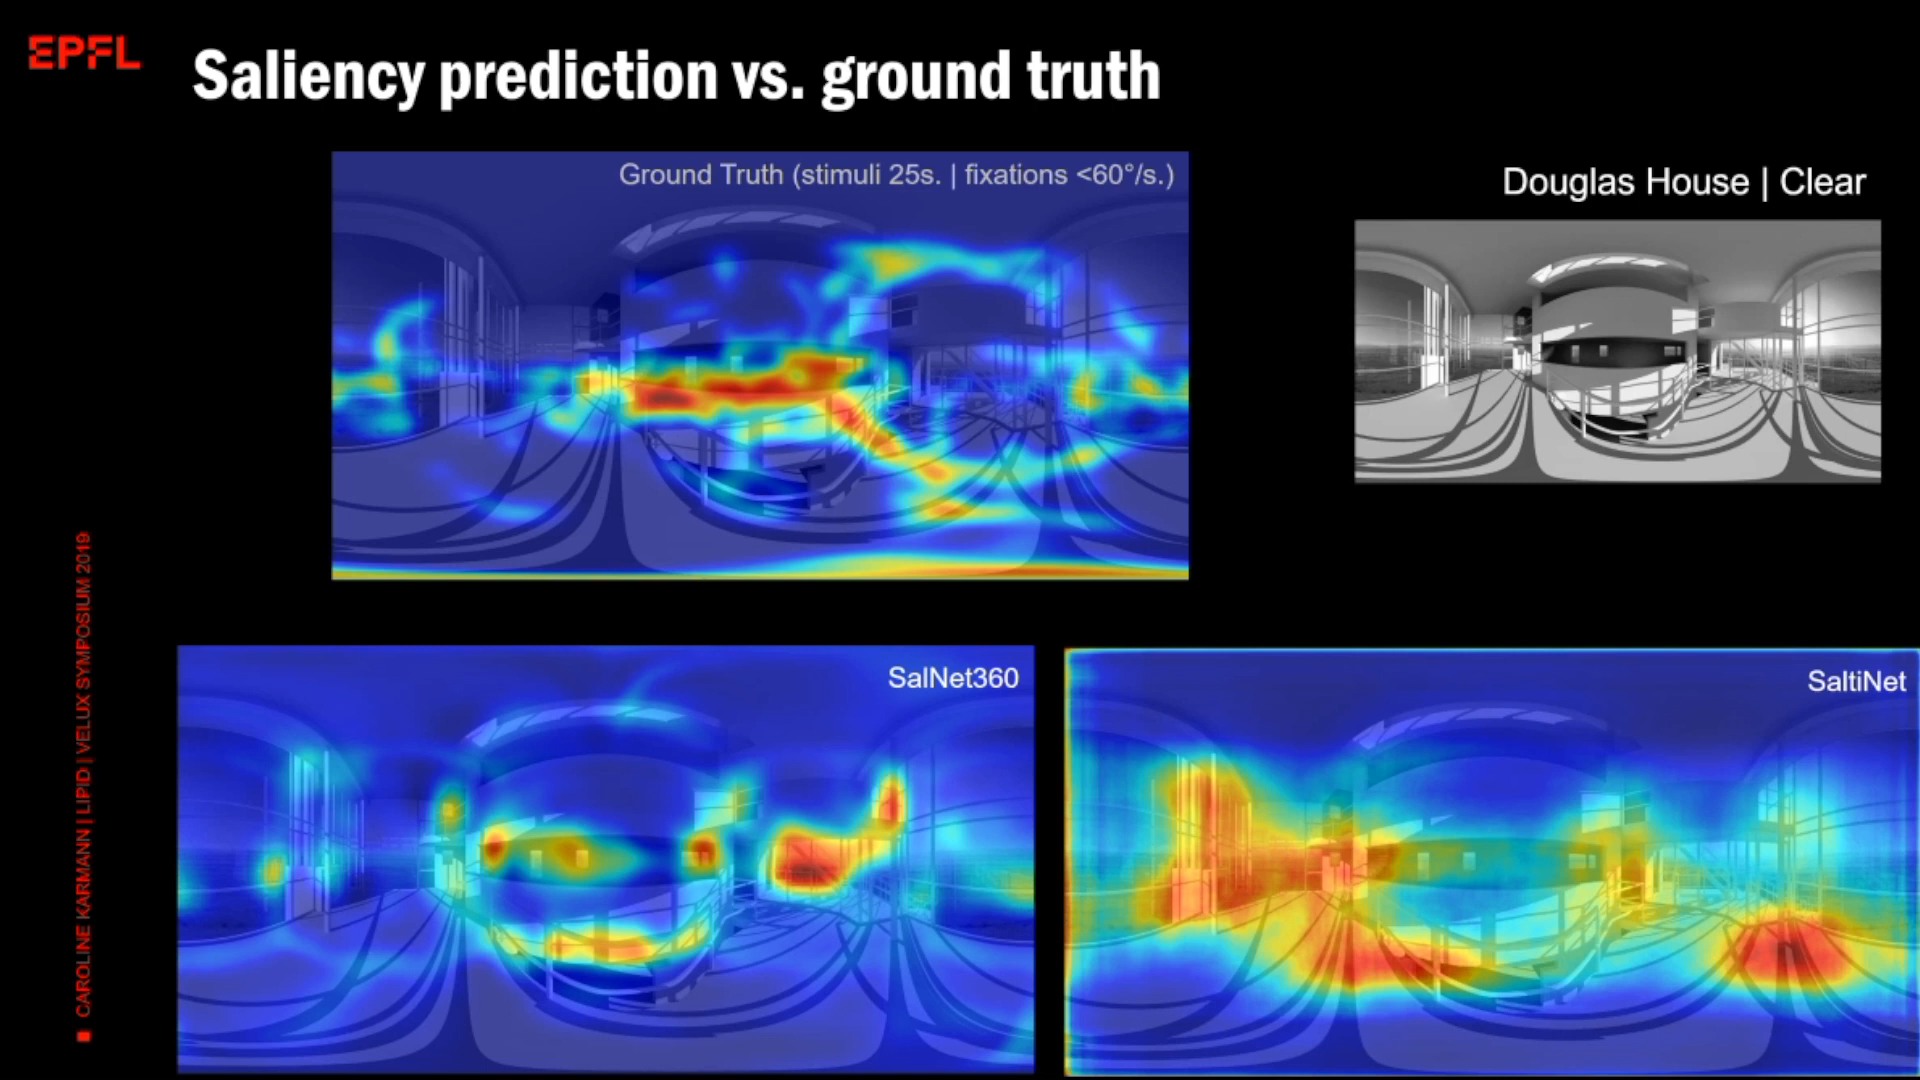 EPFL
Saliency prediction vs. ground truth
Ground Truth (stimuli 25s. | fixations <60°/s.)
Douglas House | Clear
SalNet360
SaltiNet
CAROLINE KARMANN | LIPID | VELUX SYMPOSIUM 2019